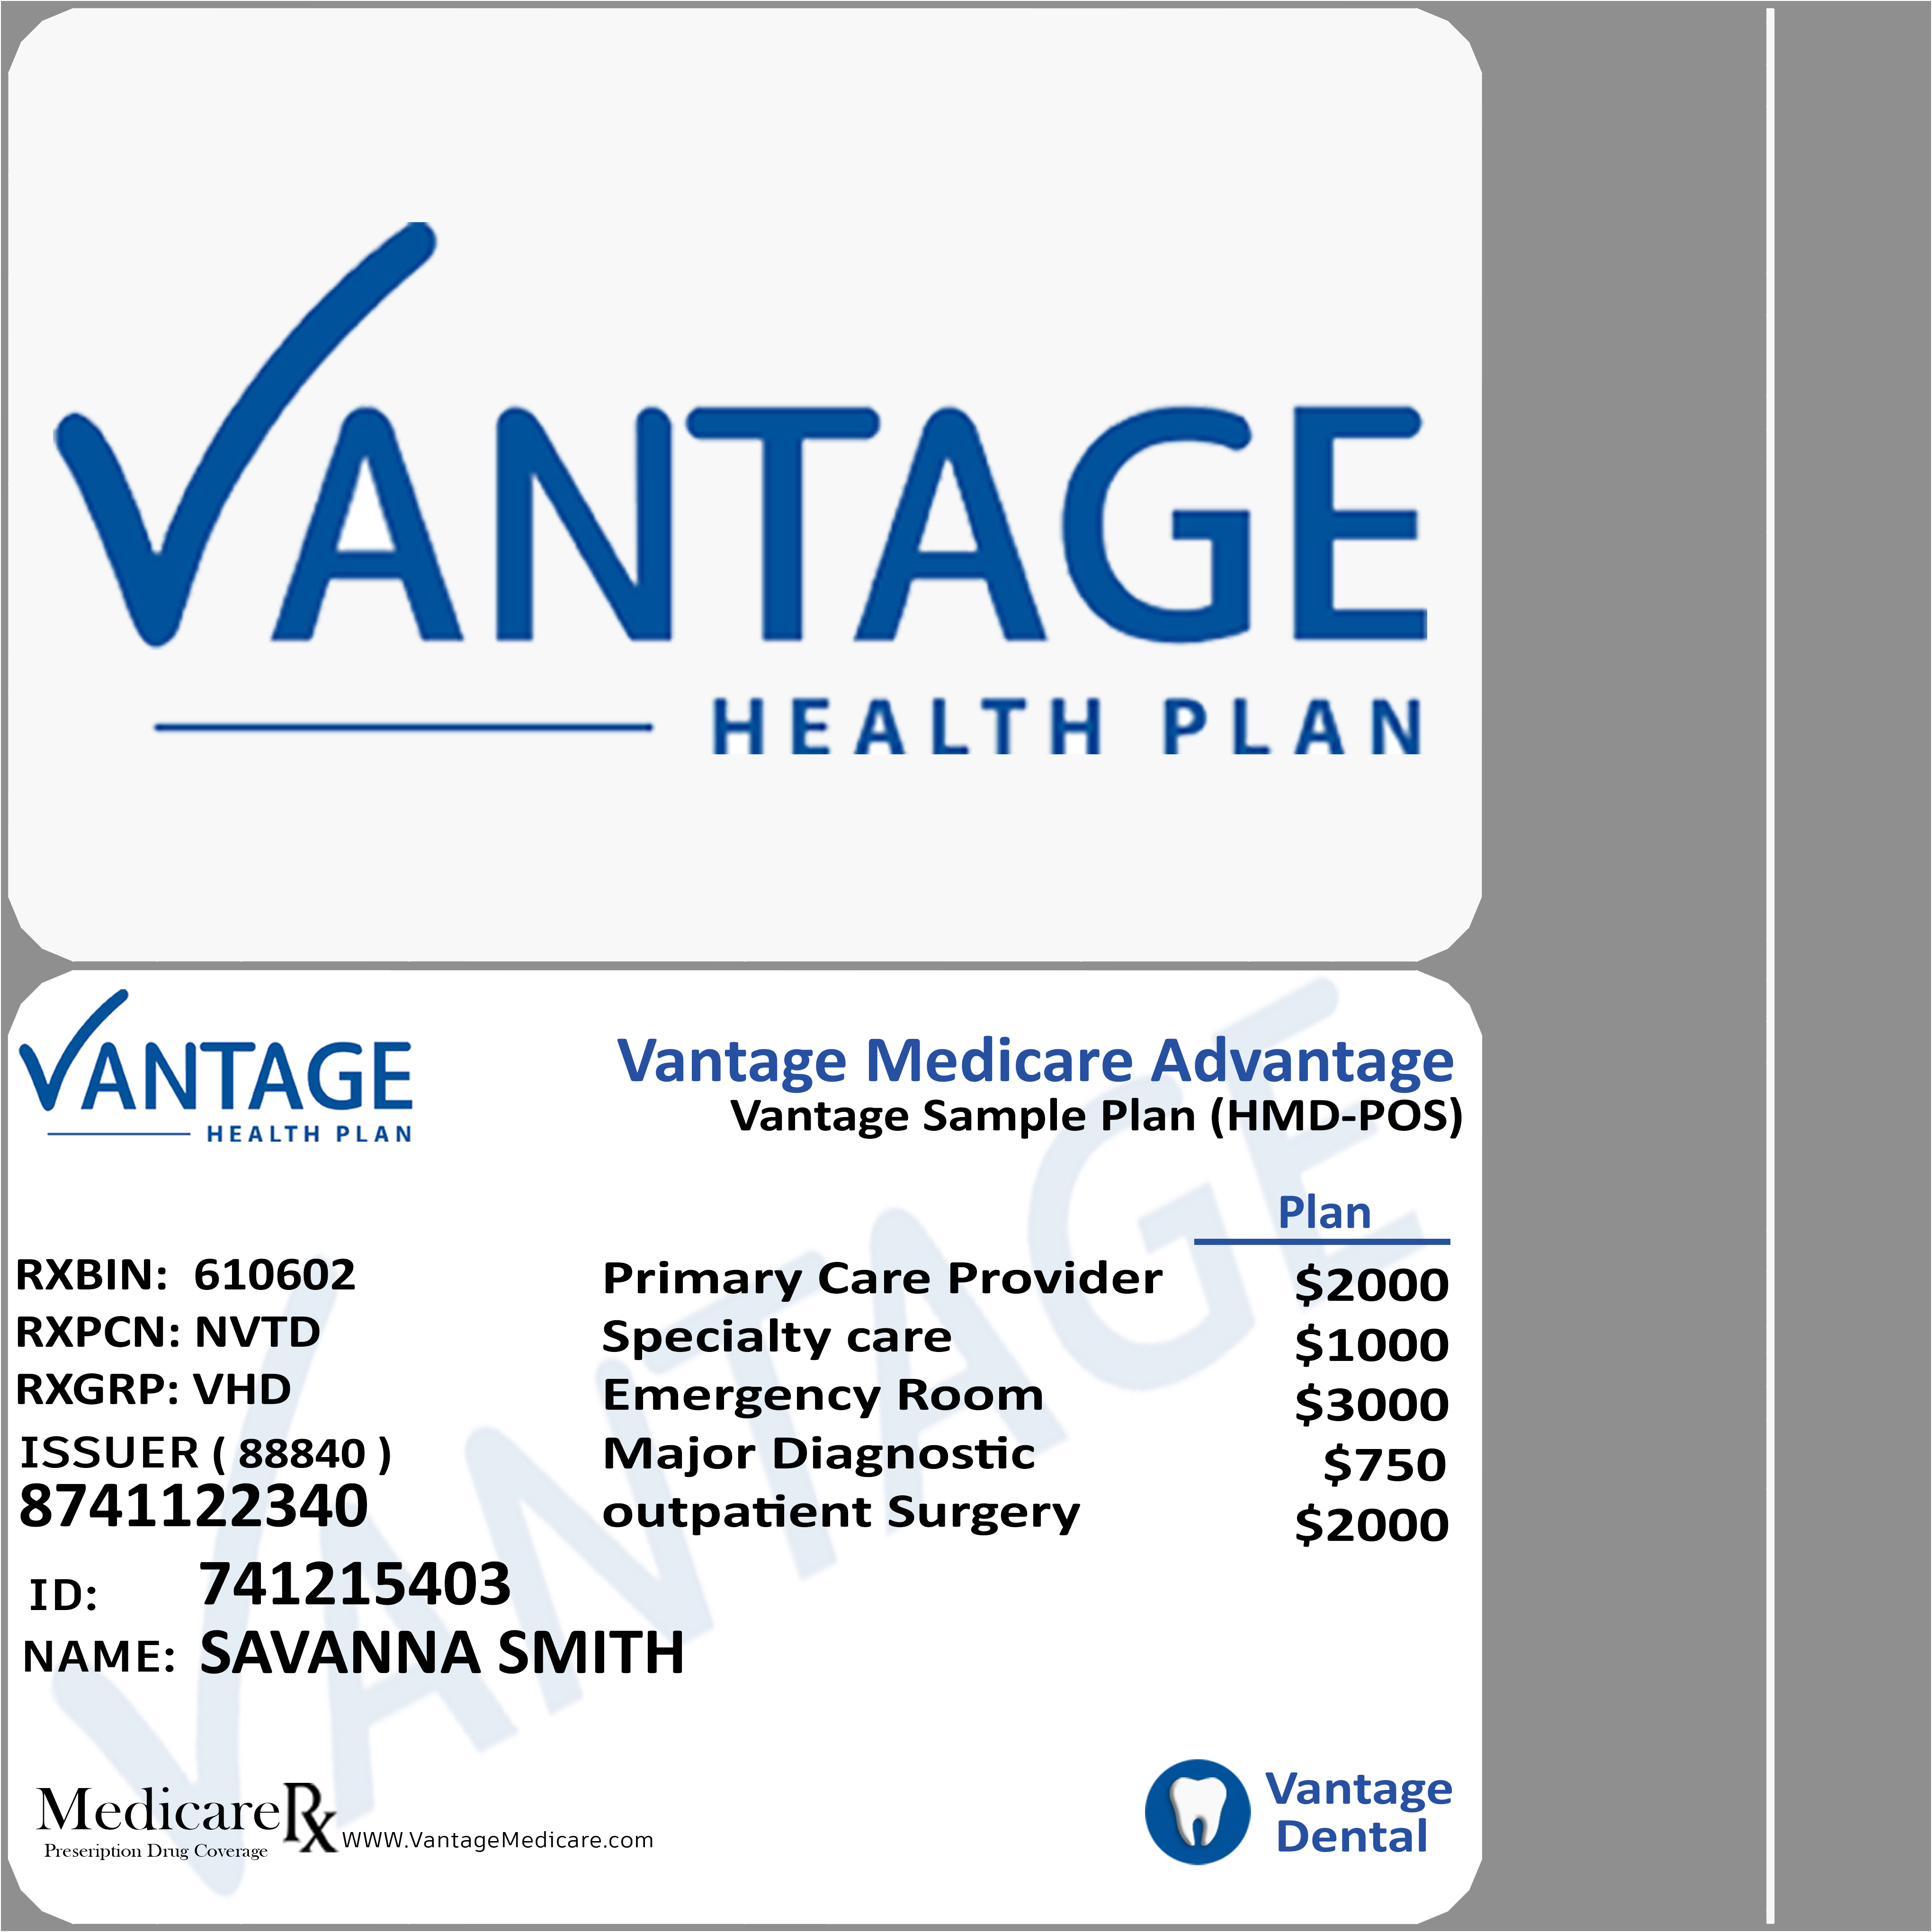 VANTAGE
HEALTH PLAN
VANTAGE
HEALTH PLAN
Vantage Medicare Advantage
Vantage Sample Plan (HMD-POS)
Plan
RXBIN: 610602
RXPCN: NVTD
RXGRP: VHD
ISSUER ( 88840 )
8741122340
ID: 741215403
NAME: SAVANNA SMITH
Primary Care Provider $2000
Specialty care $1000
Emergency Room $3000
Major Diagnostic $750
outpatient Surgery $2000
VANTAGE
MedicareRx
Preseription Drug Coverage
WWW.VantageMedicare.com
Vantage
Dental